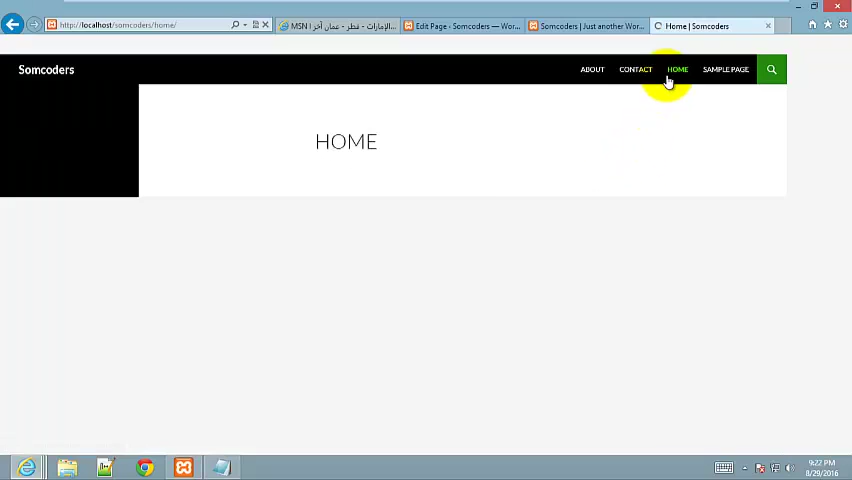 http://localhost/somcoders/home/
MSN الإمارات - قطر - عمان آخر ا...
Edit Page ‹ Somcoders — Wor...
Somcoders | Just another Wor...
Home | Somcoders
Somcoders
ABOUT
CONTACT
HOME
SAMPLE PAGE
HOME
9:22 PM
8/29/2016